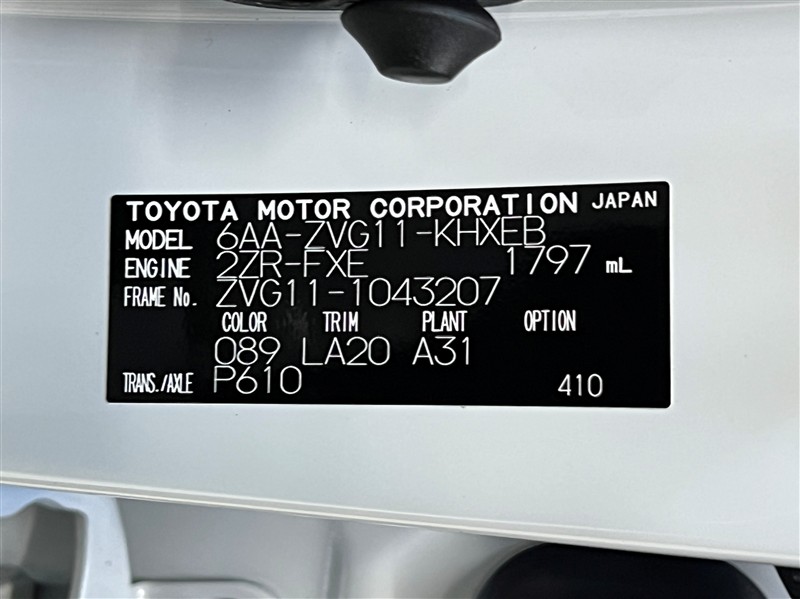 TOYOTA MOTOR CORPORATION JAPAN
MODEL 6AA-ZVG11-KHXEB
ENGINE 2ZR-FXE 1797 mL
FRAME No. ZVG11-1043207
COLOR TRIM PLANT OPTION
089 LA20 A31
TRANS./AXLE P610 410